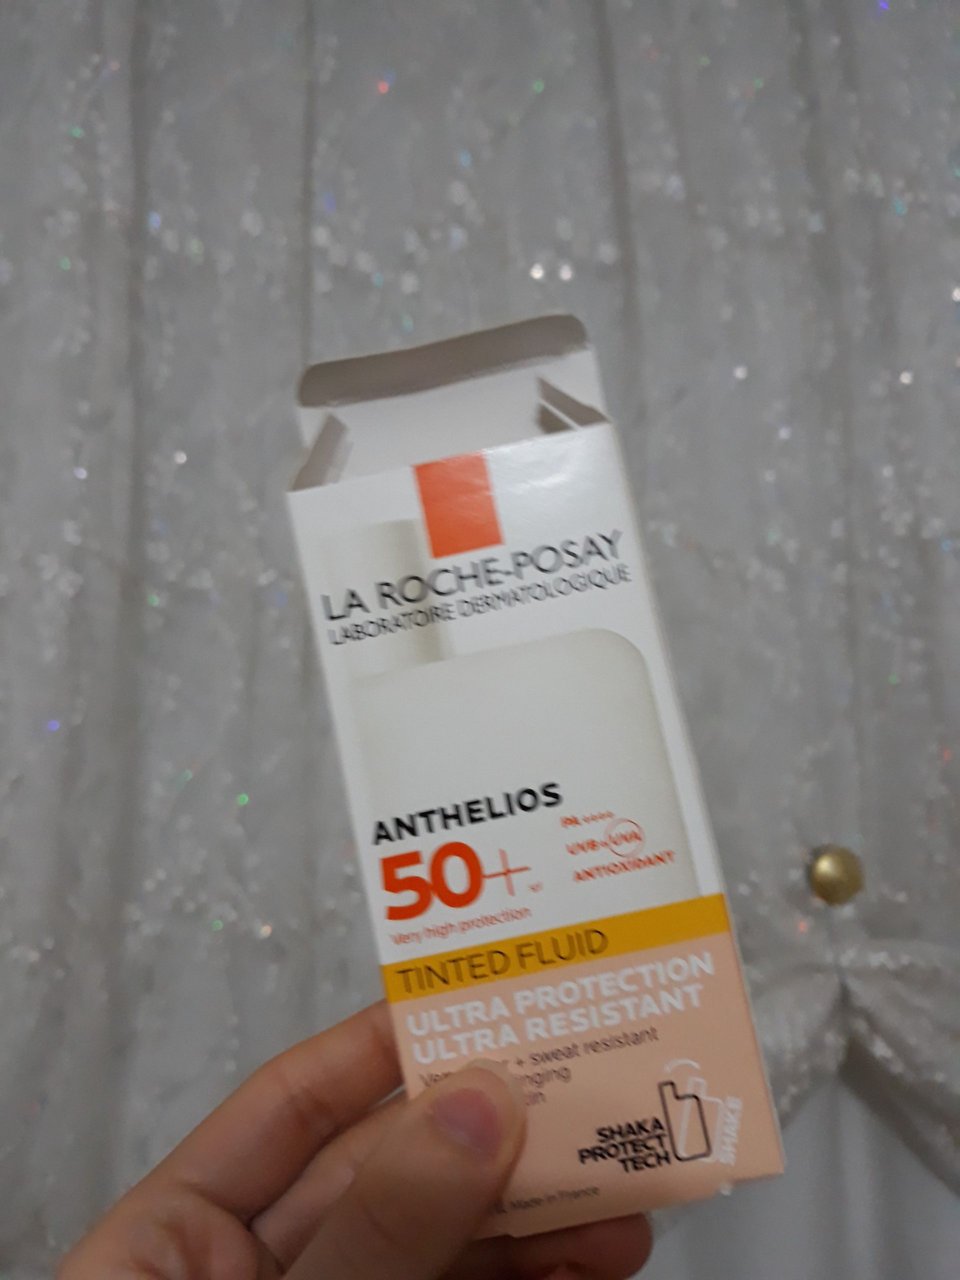 LA ROCHE-POSAY
LABORATOIRE DERMATOLOGIQUE
ANTHELIOS
50+
PA ++++
UVB+UVA
ANTIOXIDANT
Very high protection
TINTED FLUID
ULTRA PROTECTION
ULTRA RESISTANT
+ sweat resistant
SHAKA
PROTECT
TECH
SHAKE
Made in France